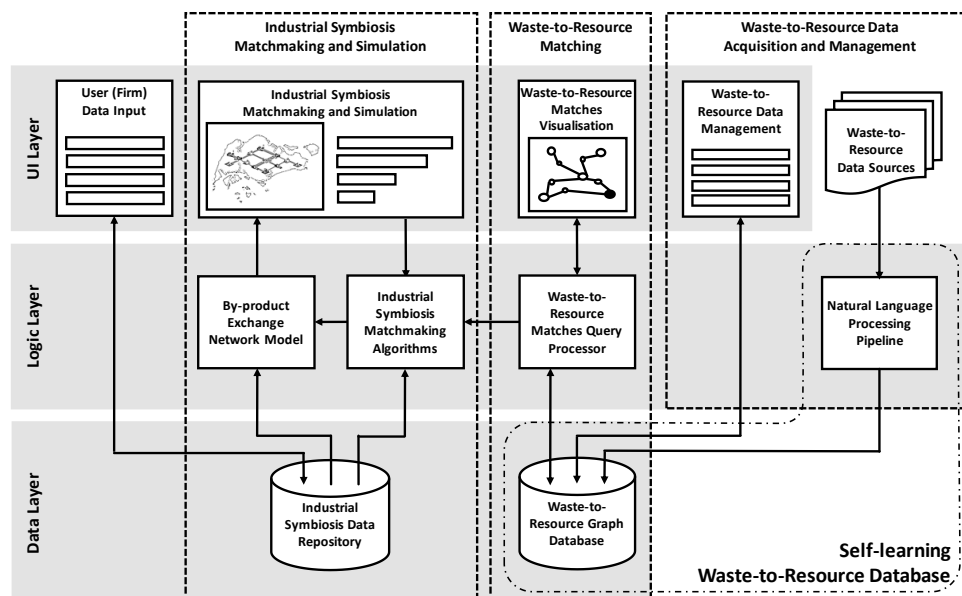 Industrial Symbiosis
Matchmaking and Simulation
Waste-to-Resource
Matching
Waste-to-Resource Data
Acquisition and Management
UI Layer
User (Firm)
Data Input
Industrial Symbiosis
Matchmaking and Simulation
Waste-to-Resource
Matches
Visualisation
Waste-to-
Resource Data
Management
Waste-to-
Resource
Data Sources
Logic Layer
By-product
Exchange
Network Model
Industrial
Symbiosis
Matchmaking
Algorithms
Waste-to-
Resource
Matches Query
Processor
Natural Language
Processing
Pipeline
Data Layer
Industrial
Symbiosis Data
Repository
Waste-to-
Resource Graph
Database
Self-learning
Waste-to-Resource Database